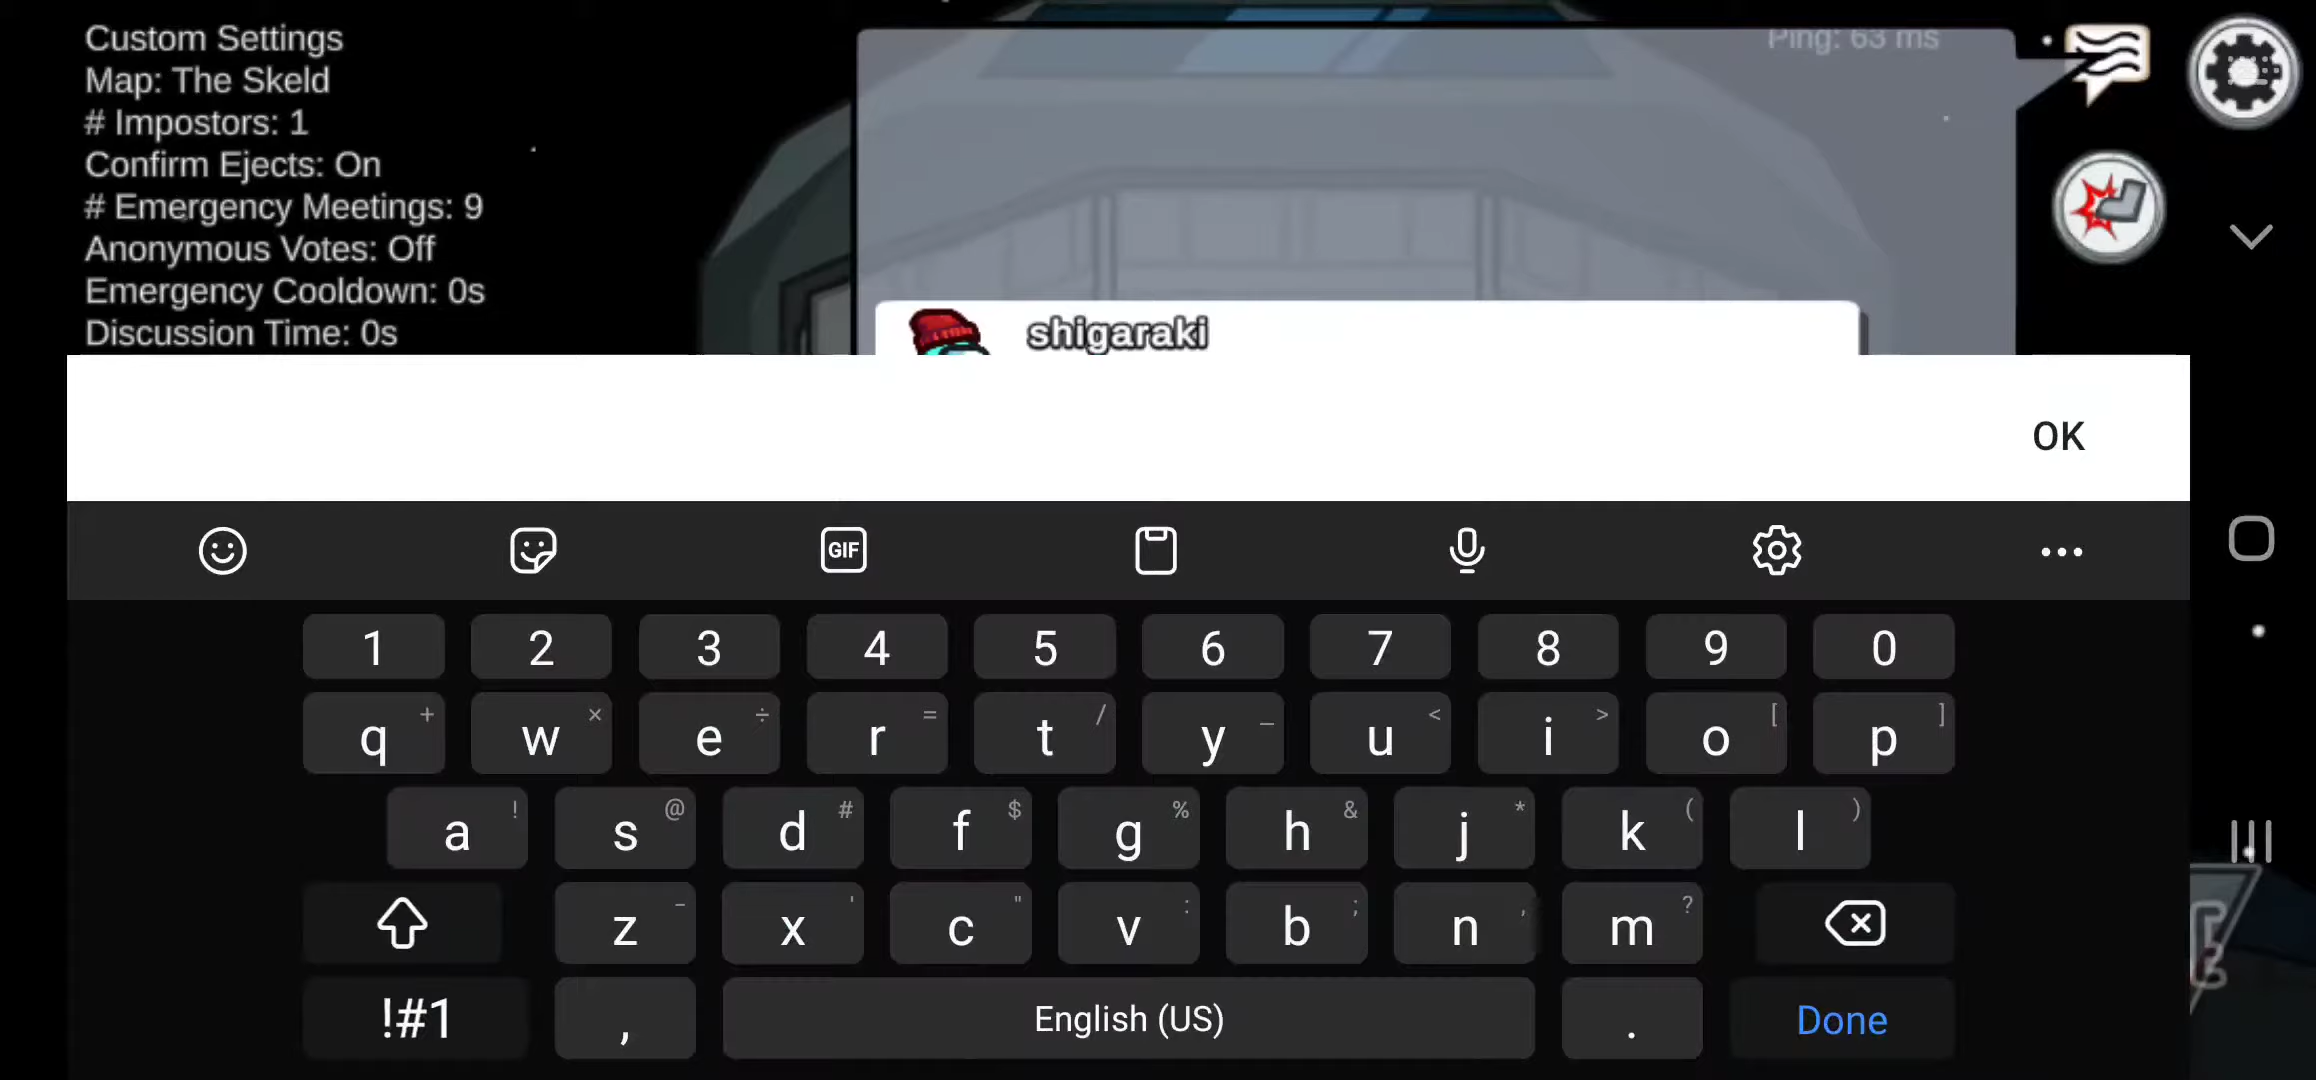 Custom Settings
Map: The Skeld
# Impostors: 1
Confirm Ejects: On
# Emergency Meetings: 9
Anonymous Votes: Off
Emergency Cooldown: 0s
Discussion Time: 0s
Ping: 63 ms
shigaraki
OK
GIF
1 2 3 4 5 6 7 8 9 0
q + w × e ÷ r = t / y _ u < i > o [ p ]
a ! s @ d # f $ g % h & j * k ( l )
z - x ' c " v : b ; n , m ?
!#1 , English (US) . Done